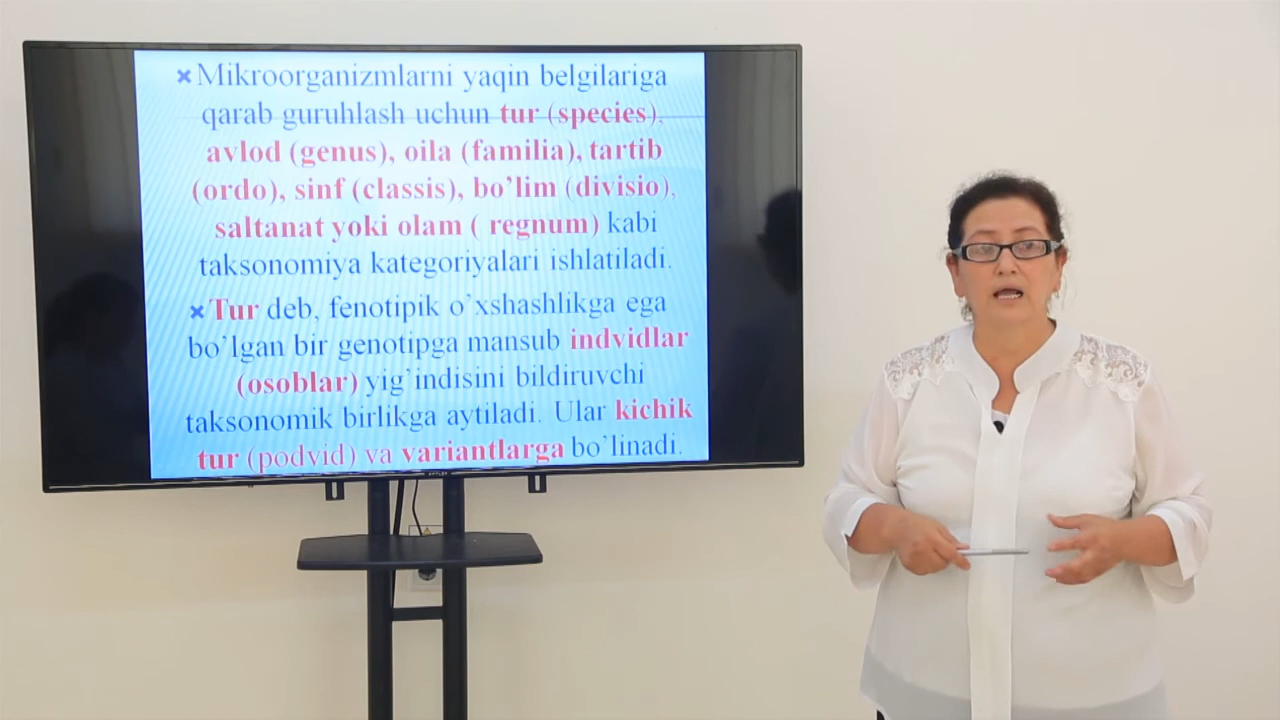 Mikroorganizmlarni yaqin belgilariga
qarab guruhlash uchun tur (species),
avlod (genus), oila (familia), tartib
(ordo), sinf (classis), bo’lim (divisio),
saltanat yoki olam ( regnum) kabi
taksonomiya kategoriyalari ishlatiladi.
Tur deb, fenotipik o’xshashlikga ega
bo’lgan bir genotipga mansub indvidlar
(osoblar) yig’indisini bildiruvchi
taksonomik birlikga aytiladi. Ular kichik
tur (podvid) va variantlarga bo’linadi.